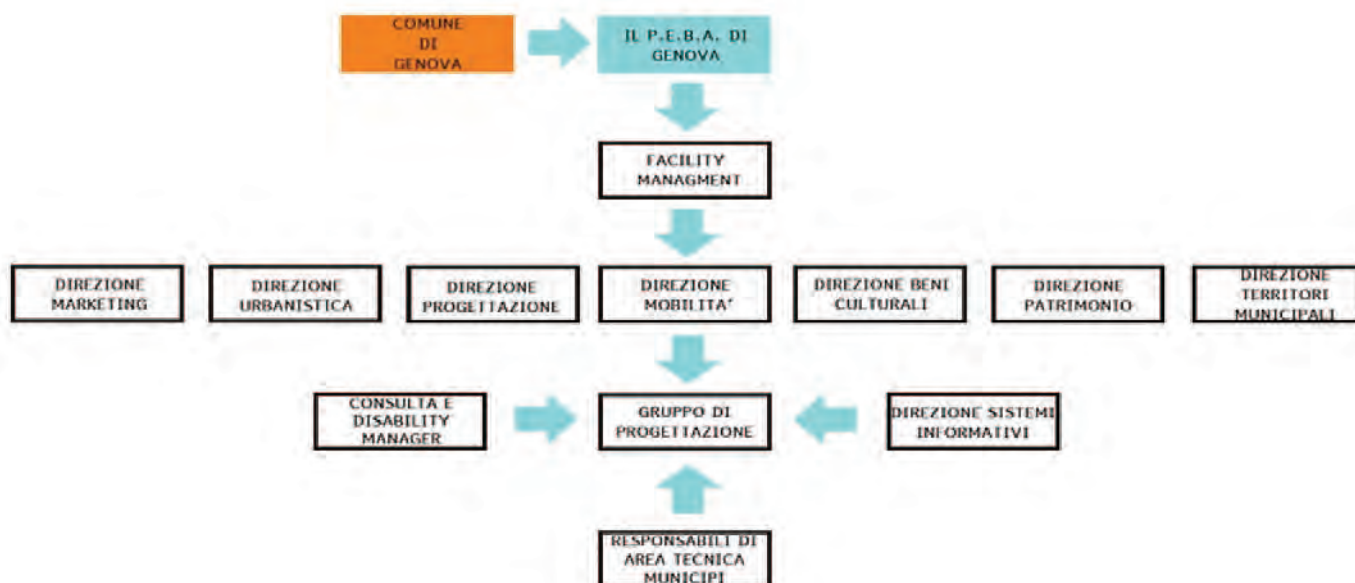 COMUNE
DI
GENOVA
IL P.E.B.A. DI
GENOVA
FACILITY
MANAGMENT
DIREZIONE
MARKETING
DIREZIONE
URBANISTICA
DIREZIONE
PROGETTAZIONE
DIREZIONE
MOBILITA'
DIREZIONE BENI
CULTURALI
DIREZIONE
PATRIMONIO
DIREZIONE
TERRITORI
MUNICIPALI
CONSULTA E
DISABILITY
MANAGER
GRUPPO DI
PROGETTAZIONE
DIREZIONE SISTEMI
INFORMATIVI
RESPONSABILI DI
AREA TECNICA
MUNICIPI